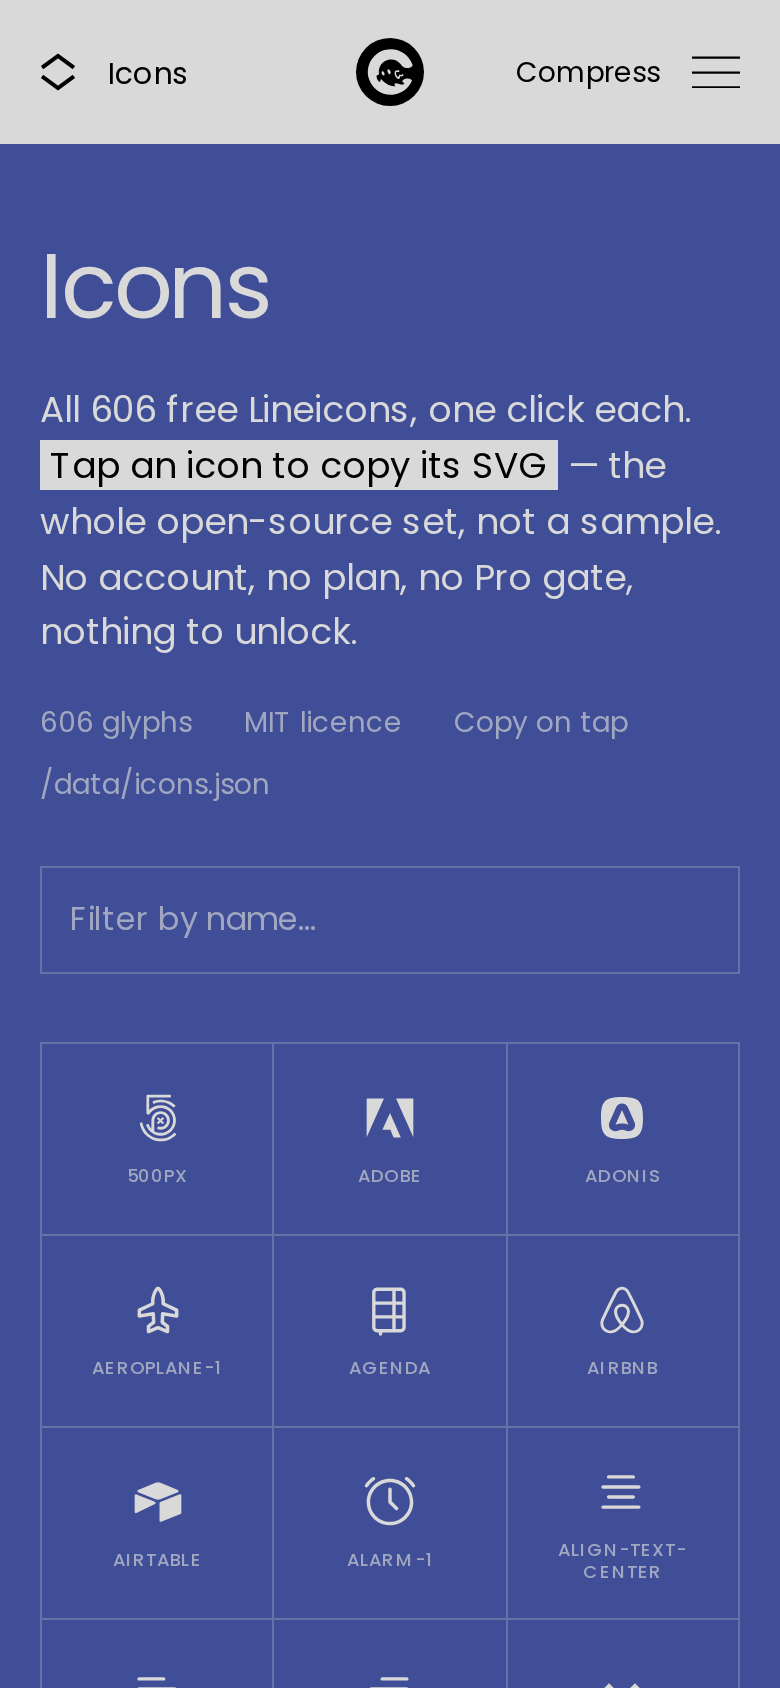 Icons
Compress
Icons
All 606 free Lineicons, one click each.
Tap an icon to copy its SVG — the
whole open-source set, not a sample.
No account, no plan, no Pro gate,
nothing to unlock.
606 glyphs MIT licence Copy on tap
/data/icons.json
Filter by name...
500PX ADOBE ADONIS
AEROPLANE-1 AGENDA AIRBNB
AIRTABLE ALARM-1 ALIGN-TEXT-
CENTER